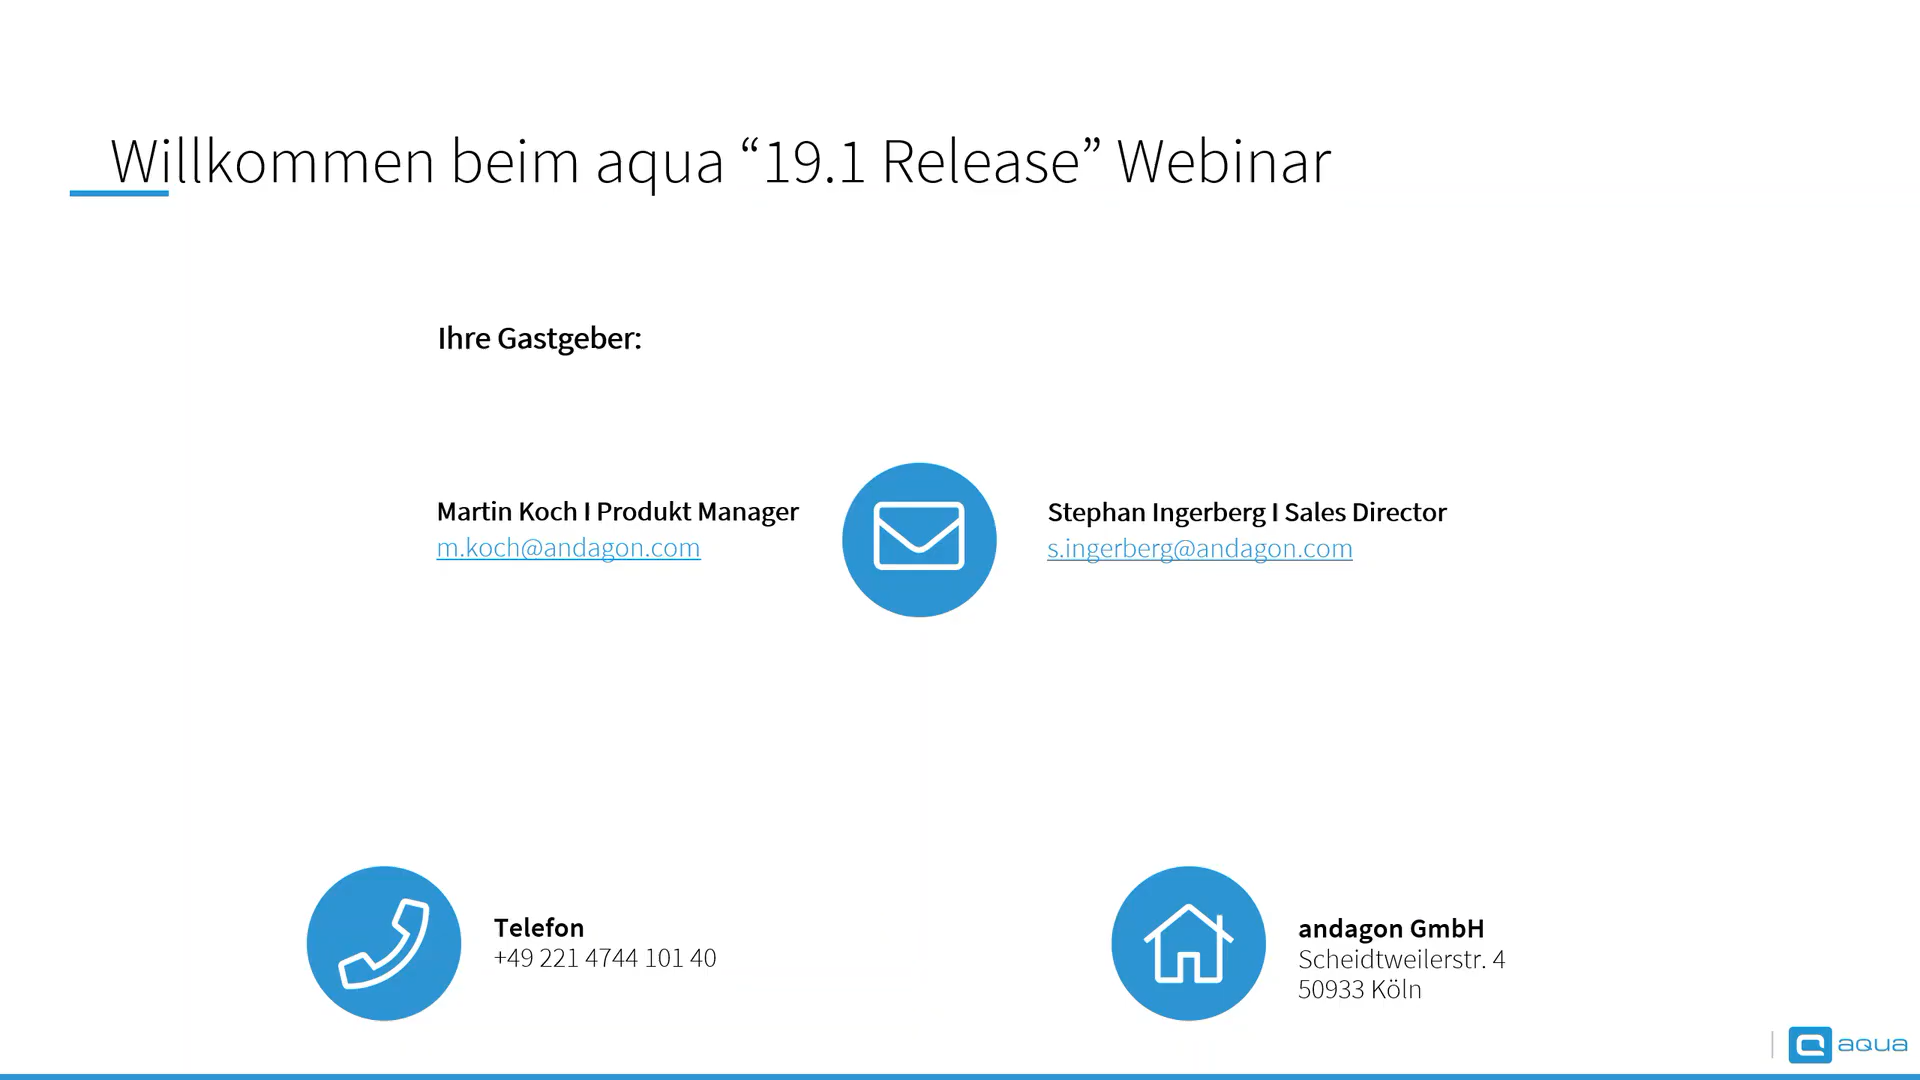 Willkommen beim aqua “19.1 Release” Webinar
Ihre Gastgeber:
Martin Koch I Produkt Manager
m.koch@andagon.com
Stephan Ingerberg I Sales Director
s.ingerberg@andagon.com
Telefon
+49 221 4744 101 40
andagon GmbH
Scheidtweilerstr. 4
50933 Köln
aqua